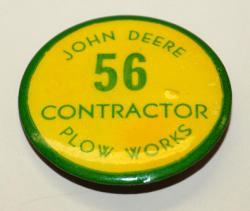 JOHN DEERE
56
CONTRACTOR
PLOW WORKS